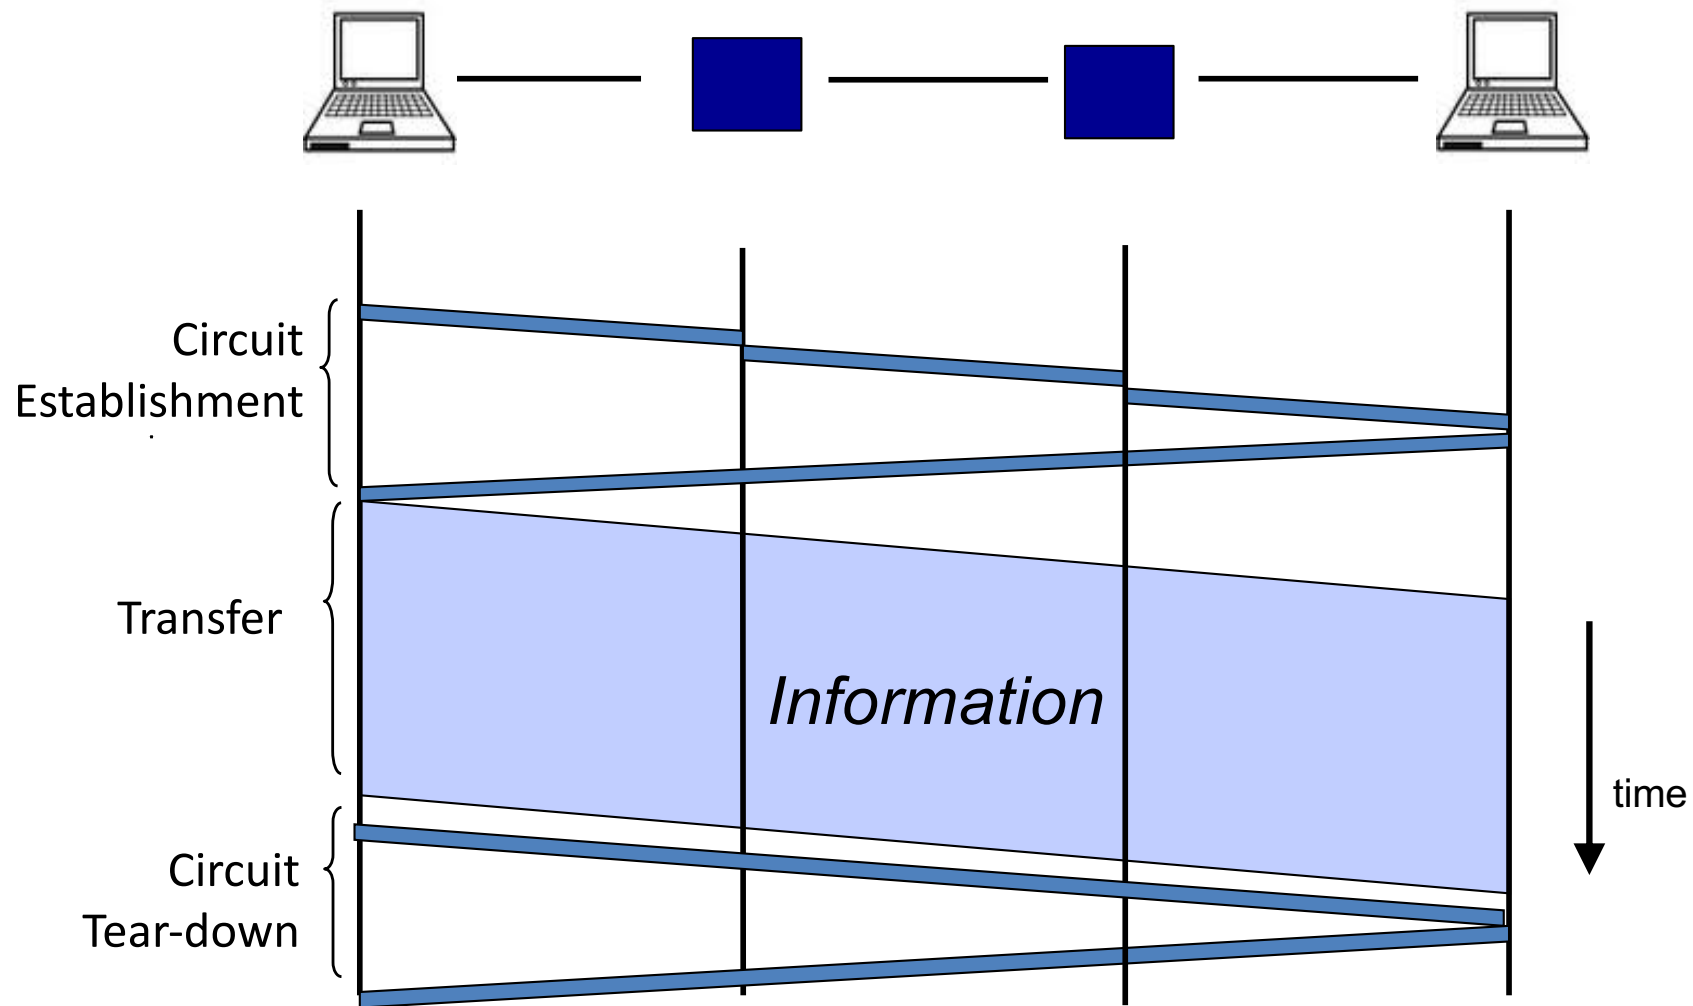 Circuit
Establishment
.
Transfer
Information
time
Circuit
Tear-down